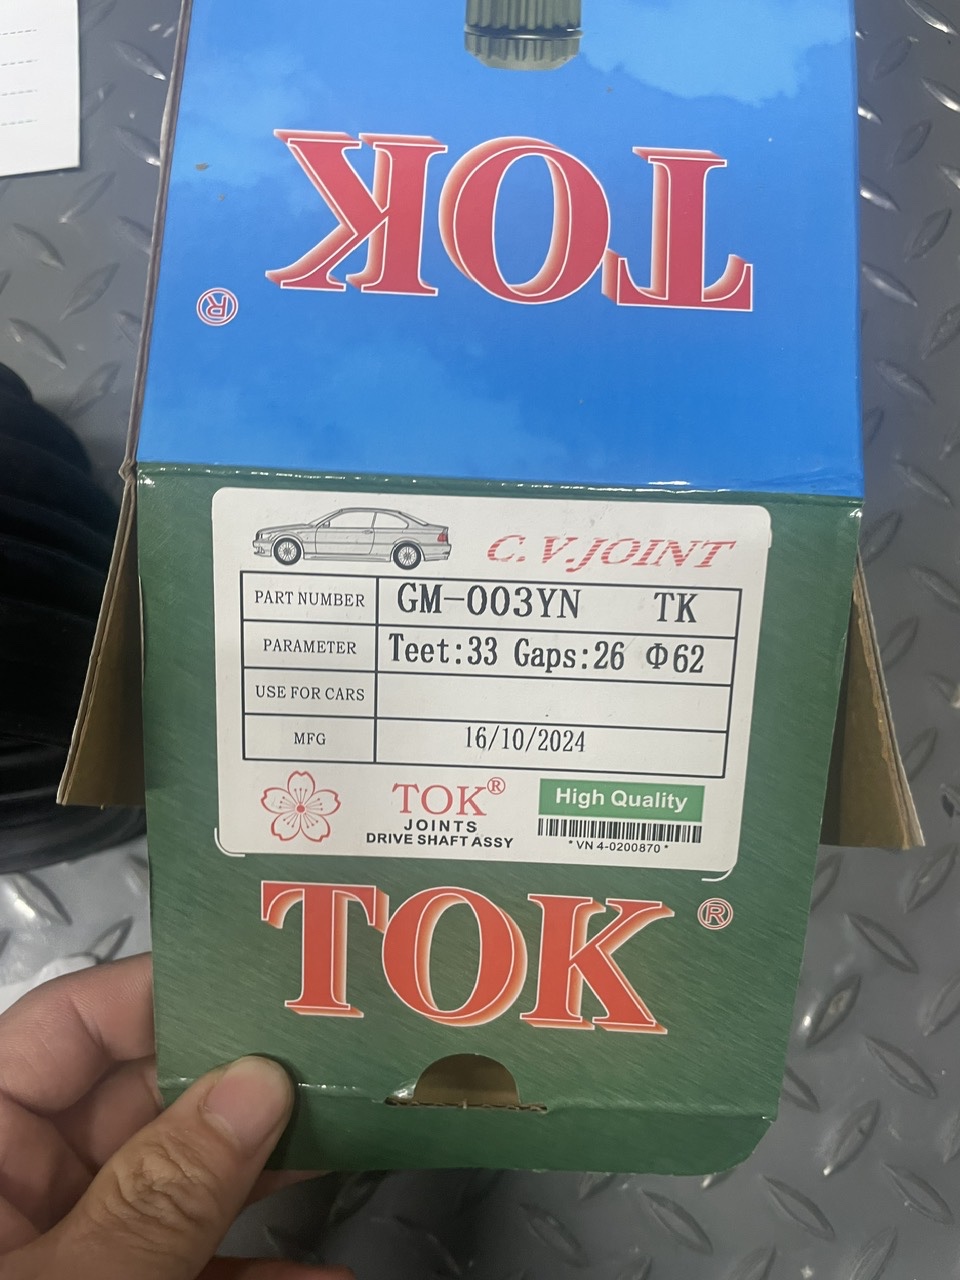 TOK
®
C.V.JOINT
PART NUMBER GM-003YN TK
PARAMETER Teet:33 Gaps:26 Φ62
USE FOR CARS
MFG 16/10/2024
TOK®
JOINTS
DRIVE SHAFT ASSY
High Quality
* VN 4-0200870 *
TOK ®